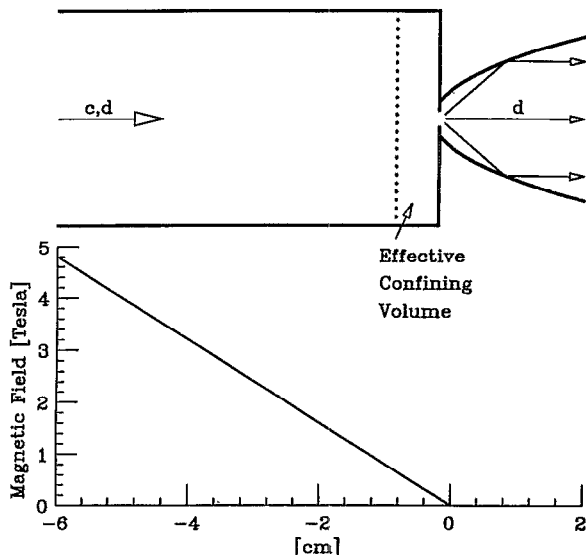 c,d
d
Effective
Confining
Volume
Magnetic Field [Tesla]
5
4
3
2
1
0
-6
-4
-2
0
2
[cm]